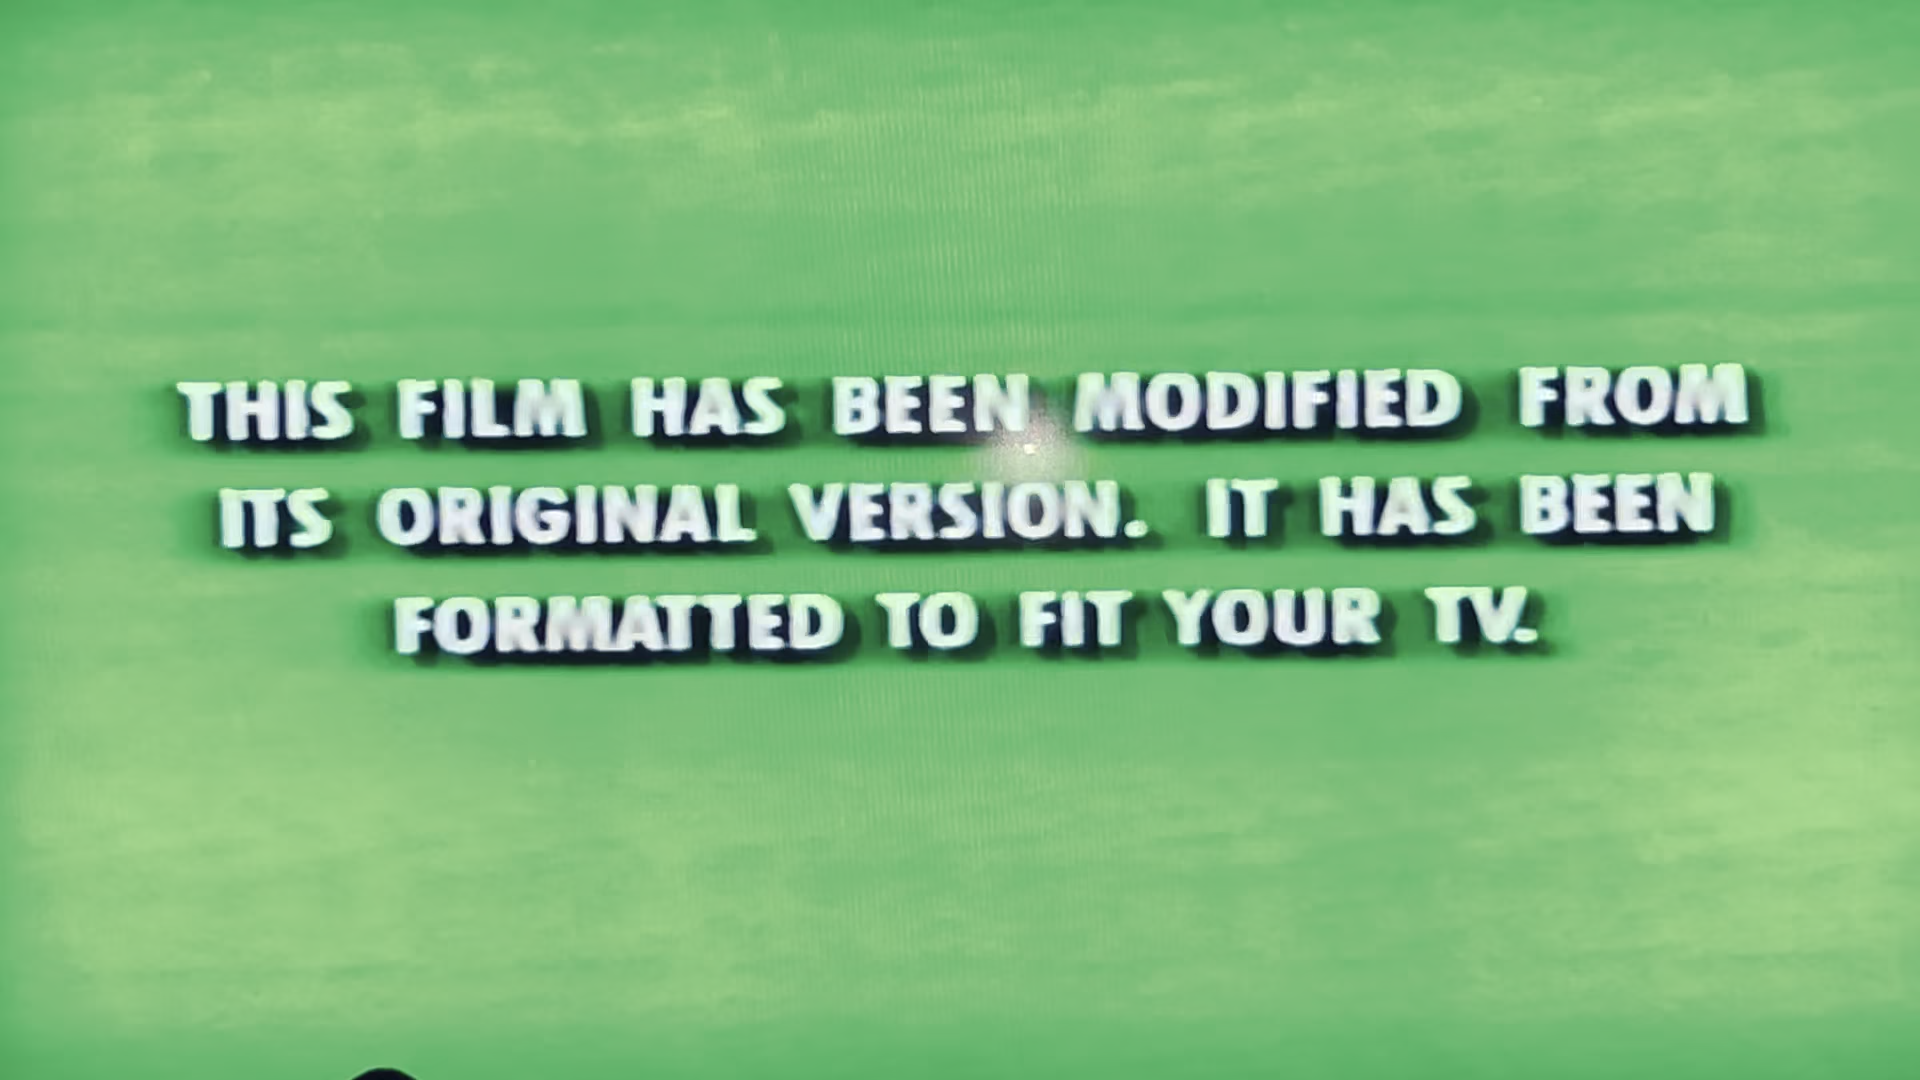 THIS FILM HAS BEEN MODIFIED FROM
ITS ORIGINAL VERSION. IT HAS BEEN
FORMATTED TO FIT YOUR TV.